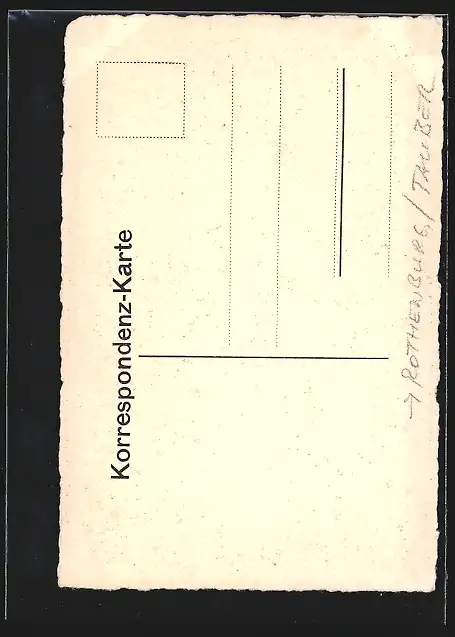 Korrespondenz-Karte
→ ROTHENBURG / TAUBER